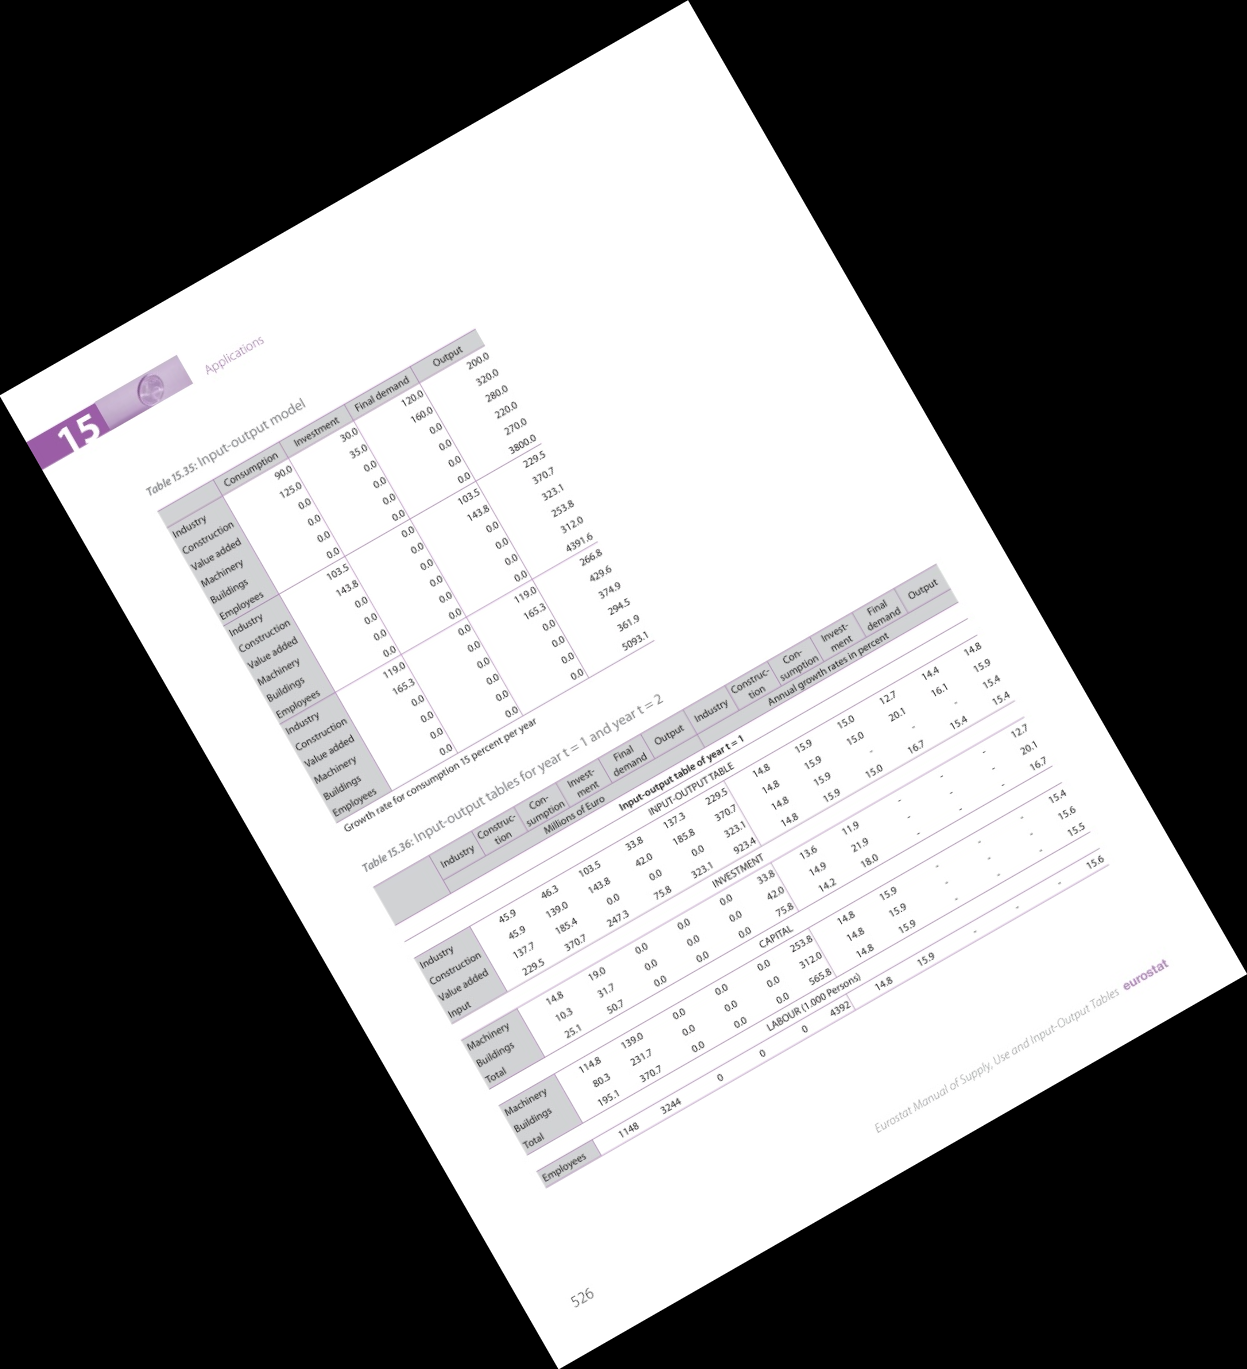 15
Applications
Table 15.35: Input-output model
Consumption Investment Final demand Output
Industry 90.0 30.0 120.0 200.0
Construction 125.0 35.0 160.0 320.0
Value added 0.0 0.0 0.0 280.0
Machinery 0.0 0.0 0.0 220.0
Buildings 0.0 0.0 0.0 270.0
Employees 0.0 0.0 0.0 3800.0
Industry 103.5 0.0 103.5 229.5
Construction 143.8 0.0 143.8 370.7
Value added 0.0 0.0 0.0 323.1
Machinery 0.0 0.0 0.0 253.8
Buildings 0.0 0.0 0.0 312.0
Employees 0.0 0.0 0.0 4391.6
Industry 119.0 0.0 119.0 266.8
Construction 165.3 0.0 165.3 429.6
Value added 0.0 0.0 0.0 374.9
Machinery 0.0 0.0 0.0 294.5
Buildings 0.0 0.0 0.0 361.9
Employees 0.0 0.0 0.0 5093.1
Growth rate for consumption 15 percent per year
Table 15.36: Input-output tables for year t = 1 and year t = 2
Industry Construc-tion Con-sumption Invest-ment Final demand Output Industry Construc-tion Con-sumption Invest-ment Final demand Output
Millions of Euro Annual growth rates in percent
Input-output table of year t = 1
INPUT-OUTPUT TABLE
Industry 45.9 46.3 103.5 33.8 137.3 229.5 14.8 15.9 15.0 12.7 14.4 14.8
Construction 45.9 139.0 143.8 42.0 185.8 370.7 14.8 15.9 15.0 20.1 16.1 15.9
Value added 137.7 185.4 0.0 0.0 0.0 323.1 14.8 15.9 - - - 15.4
Input 229.5 370.7 247.3 75.8 323.1 923.4 14.8 15.9 15.0 16.7 15.4 15.4
INVESTMENT
Machinery 14.8 19.0 0.0 0.0 0.0 33.8 13.6 11.9 - - - 12.7
Buildings 10.3 31.7 0.0 0.0 0.0 42.0 14.9 21.9 - - - 20.1
Total 25.1 50.7 0.0 0.0 0.0 75.8 14.2 18.0 - - - 16.7
CAPITAL
Machinery 114.8 139.0 0.0 0.0 0.0 253.8 14.8 15.9 - - - 15.4
Buildings 80.3 231.7 0.0 0.0 0.0 312.0 14.8 15.9 - - - 15.6
Total 195.1 370.7 0.0 0.0 0.0 565.8 14.8 15.9 - - - 15.5
LABOUR (1.000 Persons)
Employees 1148 3244 0 0 0 4392 14.8 15.9 - - - 15.6
526
Eurostat Manual of Supply, Use and Input-Output Tables eurostat